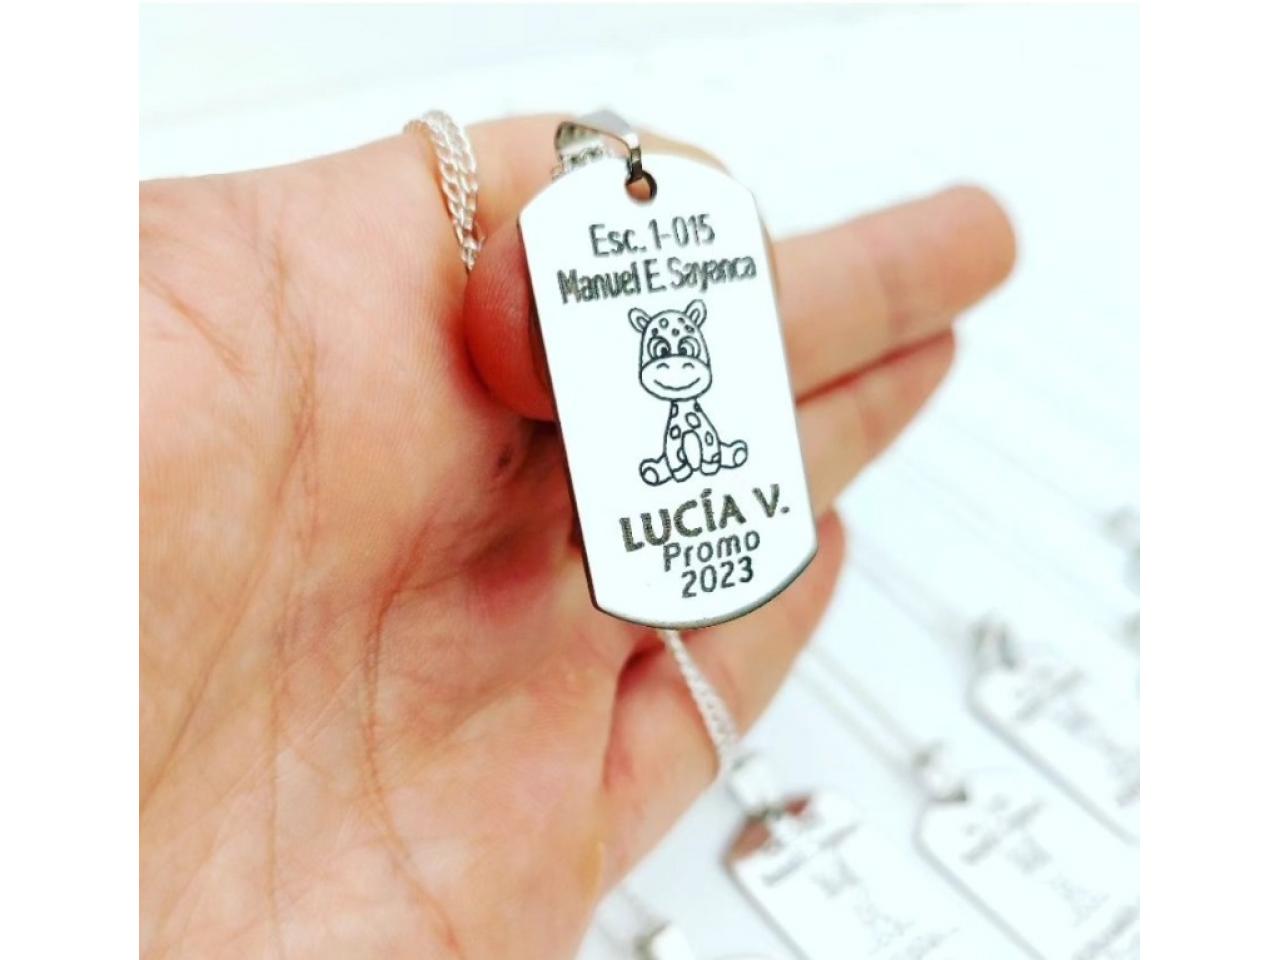 Esc. 1-015
Manuel E. Sayanca
LUCÍA V.
Promo
2023